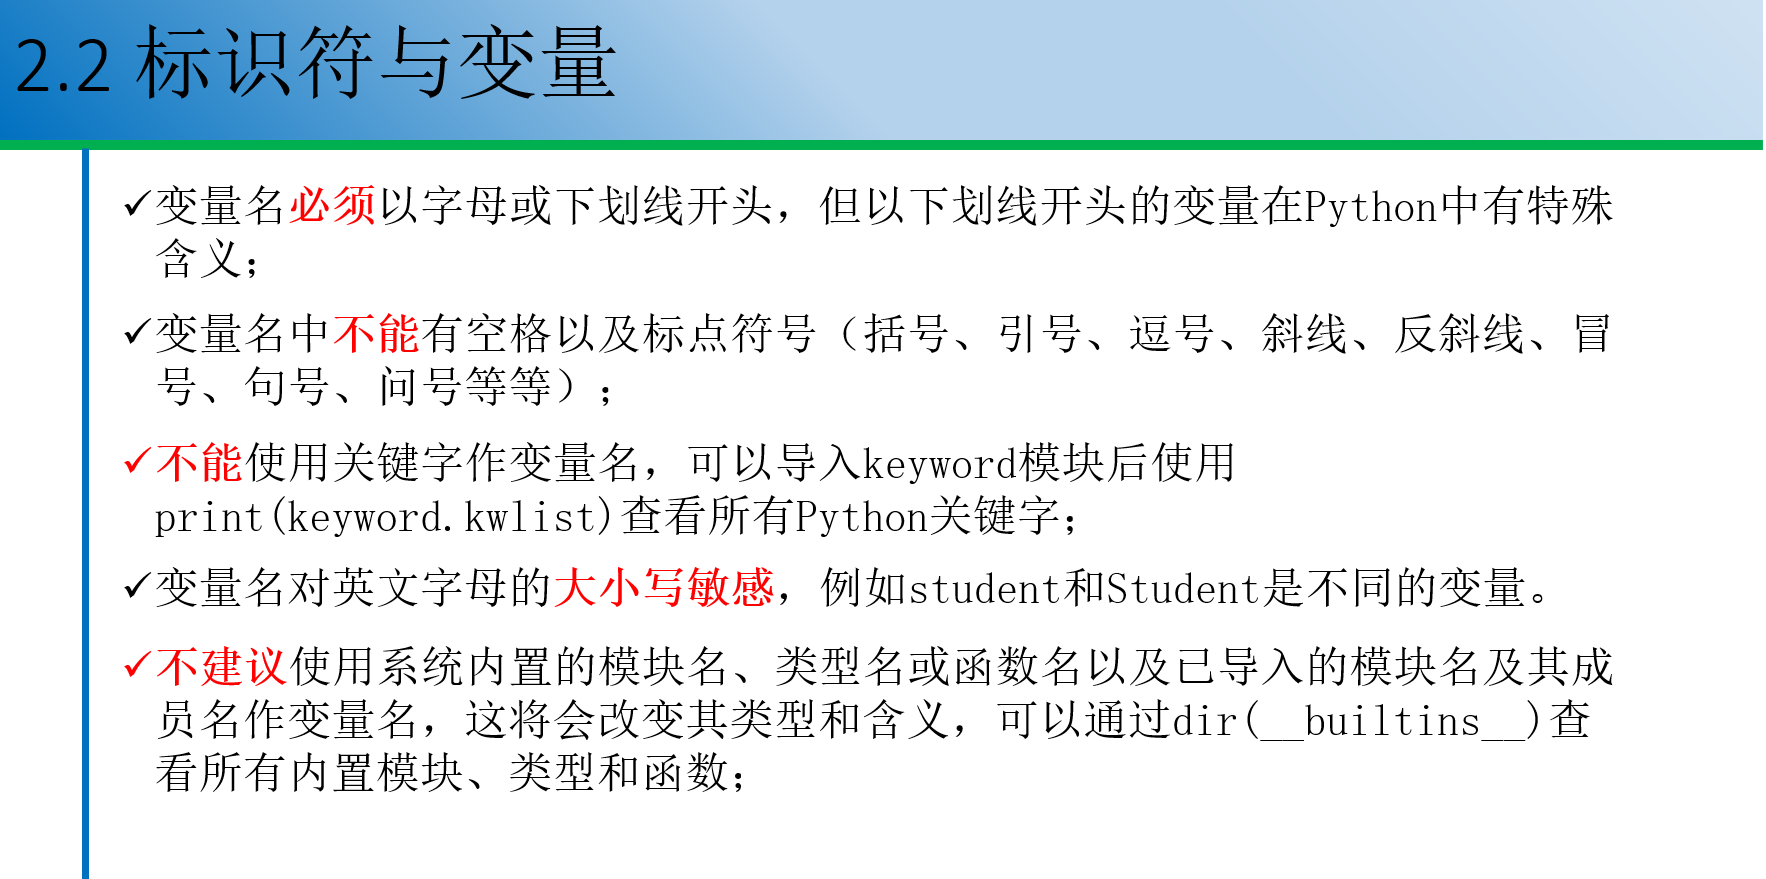 2.2 标识符与变量
✓变量名必须以字母或下划线开头，但以下划线开头的变量在Python中有特殊
含义；
✓变量名中不能有空格以及标点符号（括号、引号、逗号、斜线、反斜线、冒
号、句号、问号等等）；
✓不能使用关键字作变量名，可以导入keyword模块后使用
print(keyword.kwlist)查看所有Python关键字；
✓变量名对英文字母的大小写敏感，例如student和Student是不同的变量。
✓不建议使用系统内置的模块名、类型名或函数名以及已导入的模块名及其成
员名作变量名，这将会改变其类型和含义，可以通过dir(__builtins__)查
看所有内置模块、类型和函数；